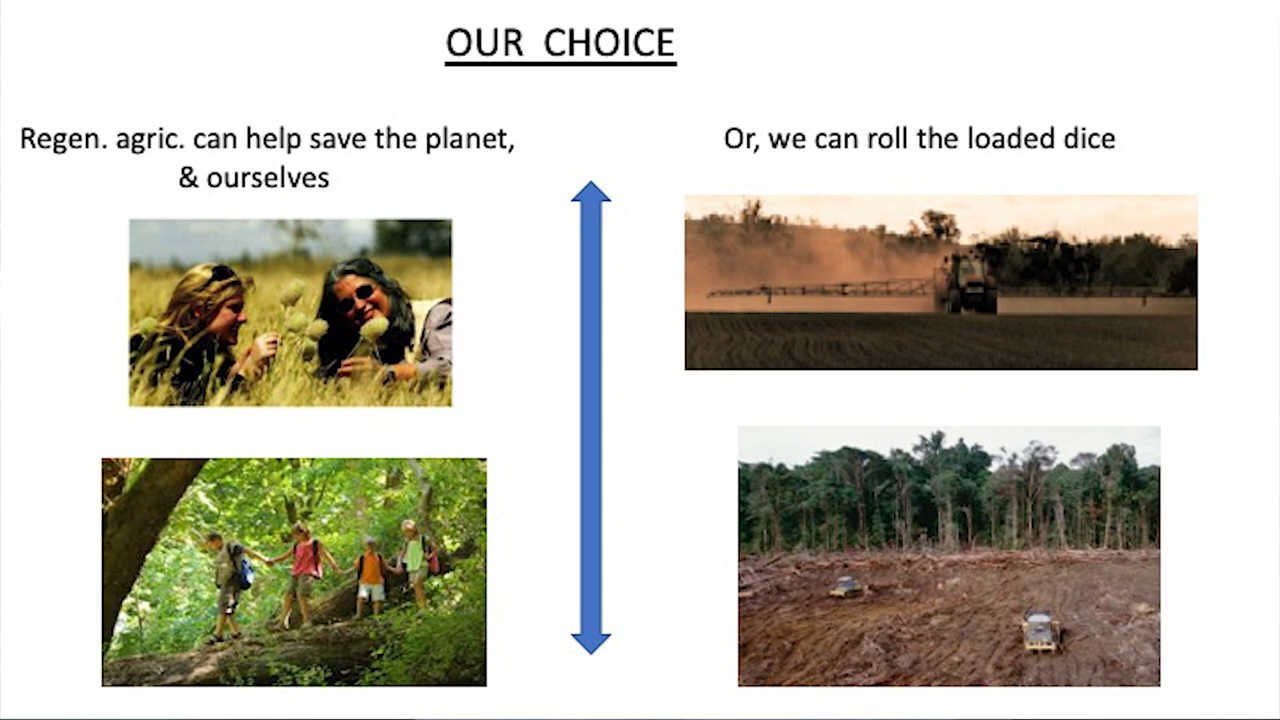 OUR CHOICE
Regen. agric. can help save the planet,
& ourselves
Or, we can roll the loaded dice